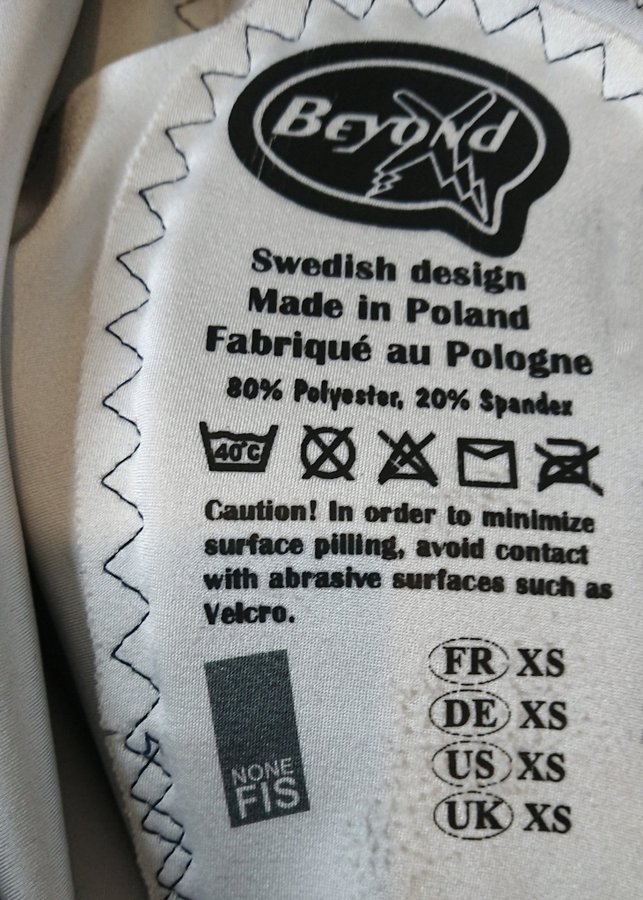 BEYOND
Swedish design
Made in Poland
Fabriqué au Pologne
80% Polyester, 20% Spandex
40°C
Caution! In order to minimize
surface pilling, avoid contact
with abrasive surfaces such as
Velcro.
NONE
FIS
FR XS
DE XS
US XS
UK XS